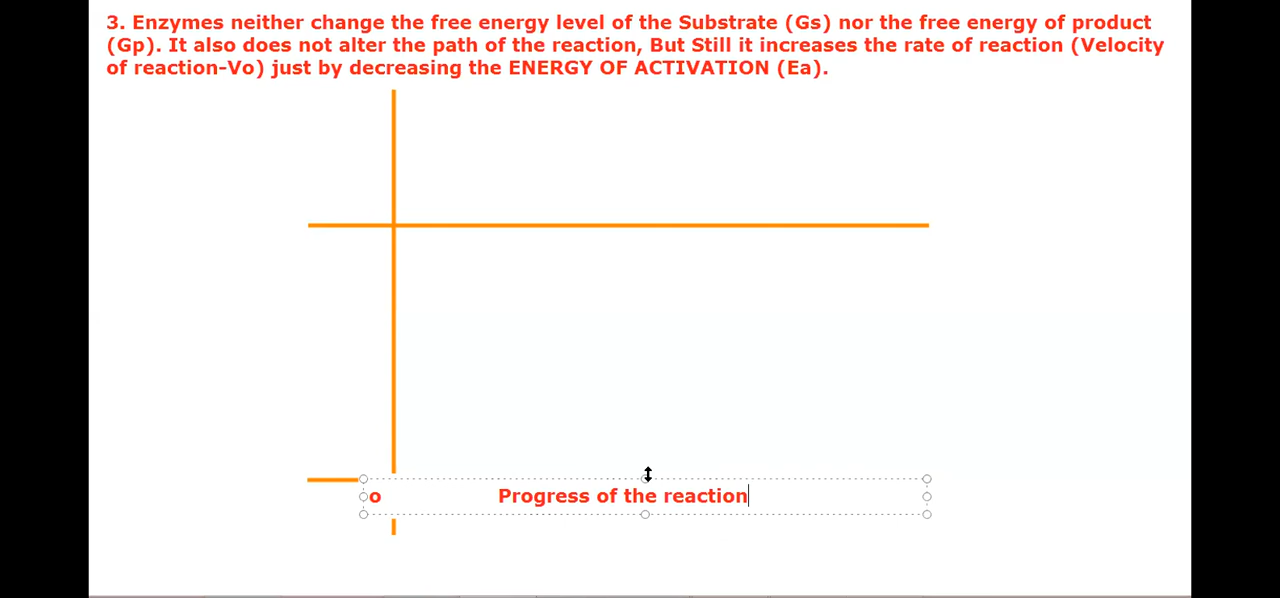 3. Enzymes neither change the free energy level of the Substrate (Gs) nor the free energy of product
(Gp). It also does not alter the path of the reaction, But Still it increases the rate of reaction (Velocity
of reaction-Vo) just by decreasing the ENERGY OF ACTIVATION (Ea).
o Progress of the reaction